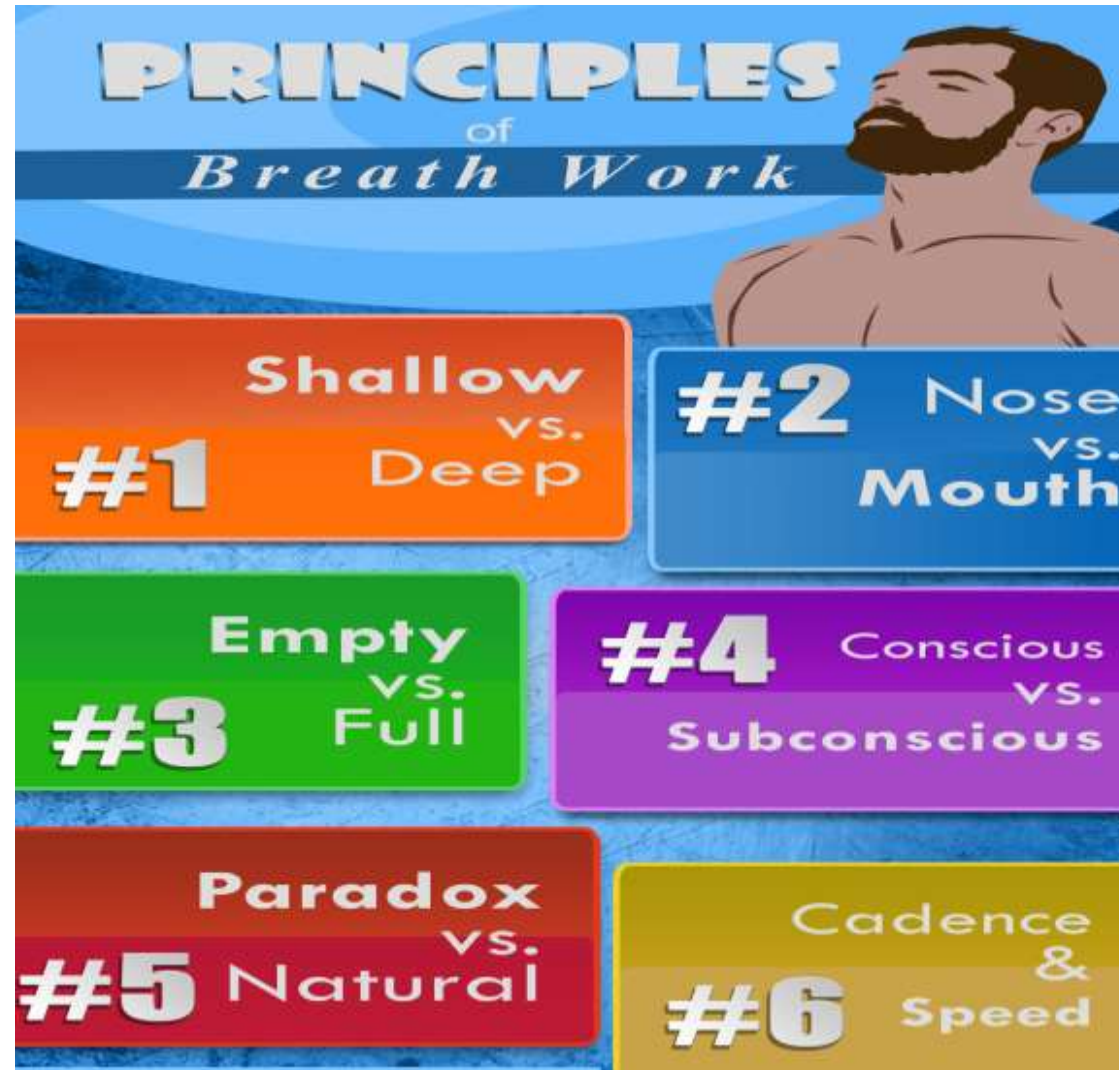 PRINCIPLES
of
Breath Work
Shallow
vs.
Deep
#1
#2
Nose
vs.
Mouth
Empty
vs.
Full
#3
#4
Conscious
vs.
Subconscious
Paradox
vs.
Natural
#5
Cadence
&
Speed
#6